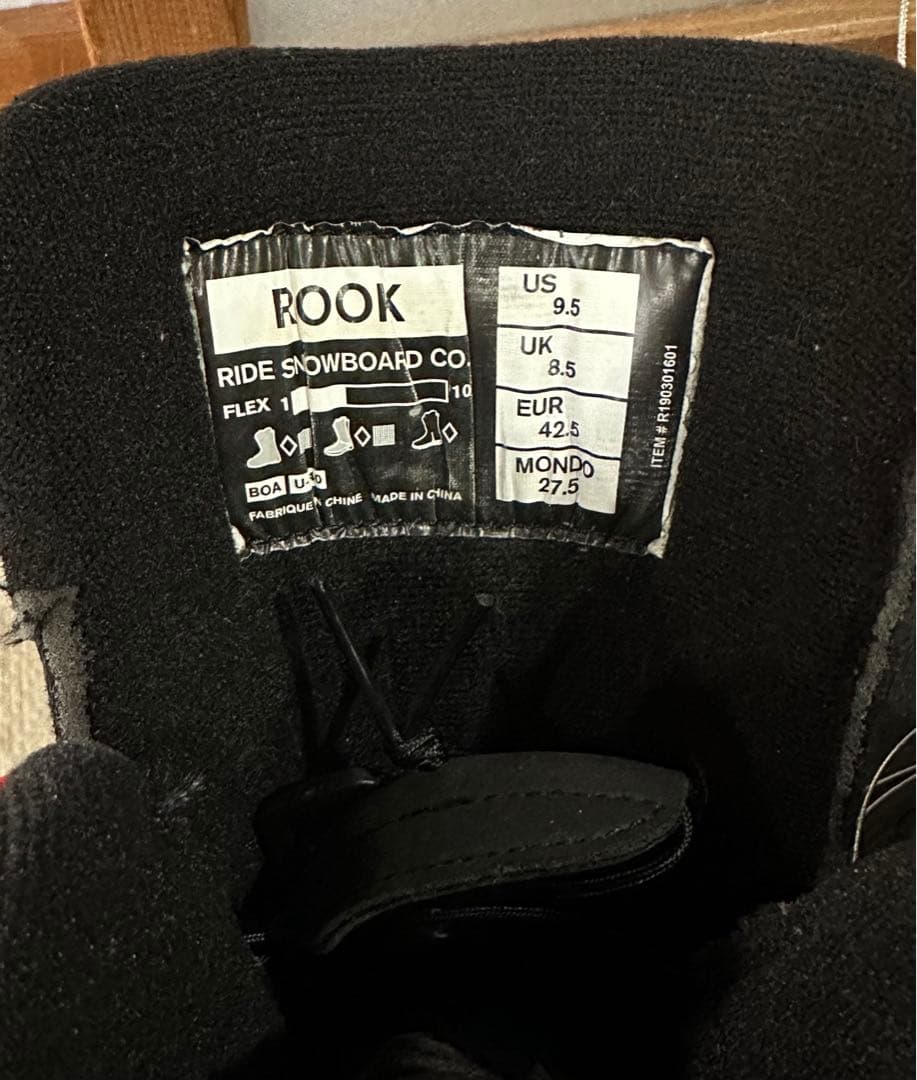 ROOK
RIDE SNOWBOARD CO.
FLEX 1 10
BOA
FABRIQUE CHINE MADE IN CHINA
US
9.5
UK
8.5
EUR
42.5
MONDO
27.5
ITEM # R190301601